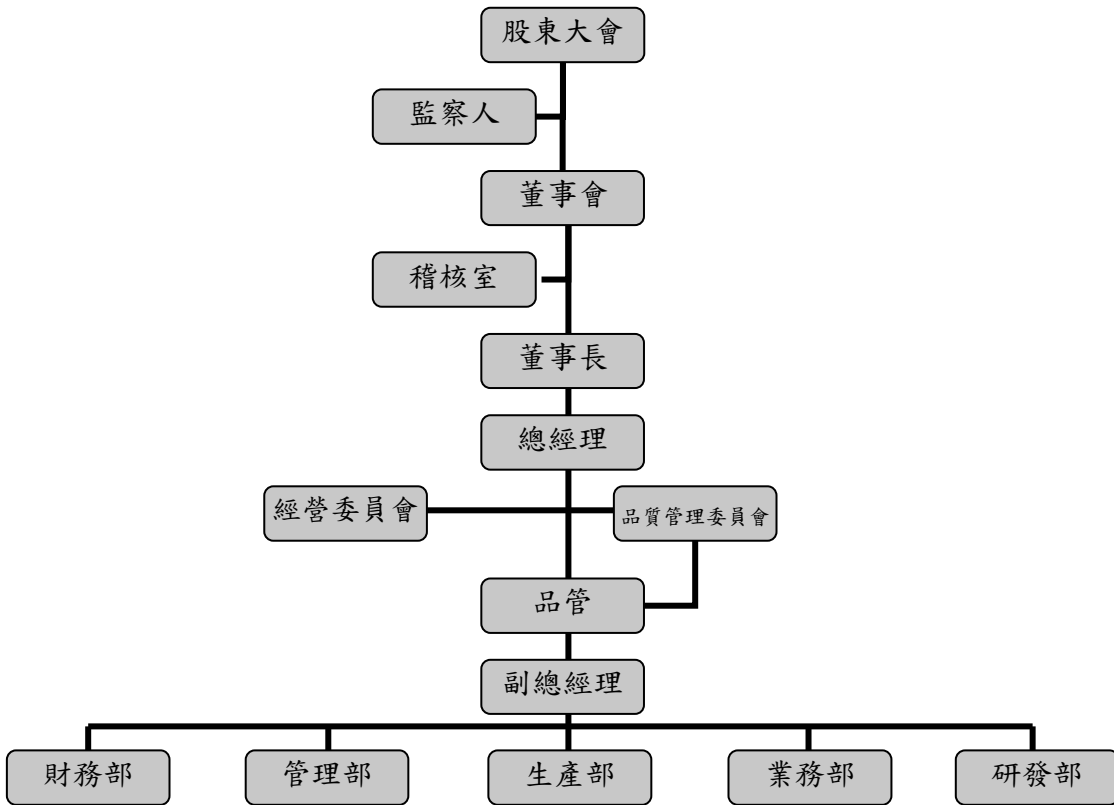 股東大會
監察人
董事會
稽核室
董事長
總經理
經營委員會
品質管理委員會
品管
副總經理
財務部
管理部
生產部
業務部
研發部